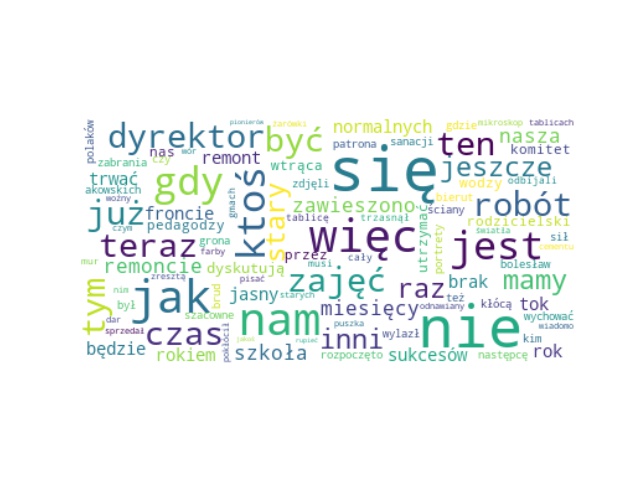 polaków
pionierów
żarówki
dyrektor
być
normalnych
gdzie
mikroskop
tablicach
ten
nasza
patrona
sanacji
komitet
nas
wór
zabrania
czy
remont
wtrąca
się
jeszcze
trwać
gdy
ktoś
stary
zdjęli
wodzy
odbijali
akowskich
woźny
gmach
zawieszono
utrzymać
bierut
ściany
robót
już
froncie
tablicę
trzasnął
rodzicielski
czym
pedagodzy
więc
światła
teraz
grona
przez
cały
portrety
jest
sił
farby
cementu
mur
remoncie
dyskutują
bolesław
zresztą
pisać
zajęć
raz
brak
mamy
tym
nim
jak
brud
jasny
starych
miesięcy
odnawiany
też
kłócą
tok
był
szacowne
nam
puszka
wylazł
nie
wychować
dar
sprzedał
czas
pokłócił
inni
wiadomo
kim
jakoś
rupieć
będzie
rokiem
szkoła
rozpoczęto
sukcesów
następcę
rok
musi